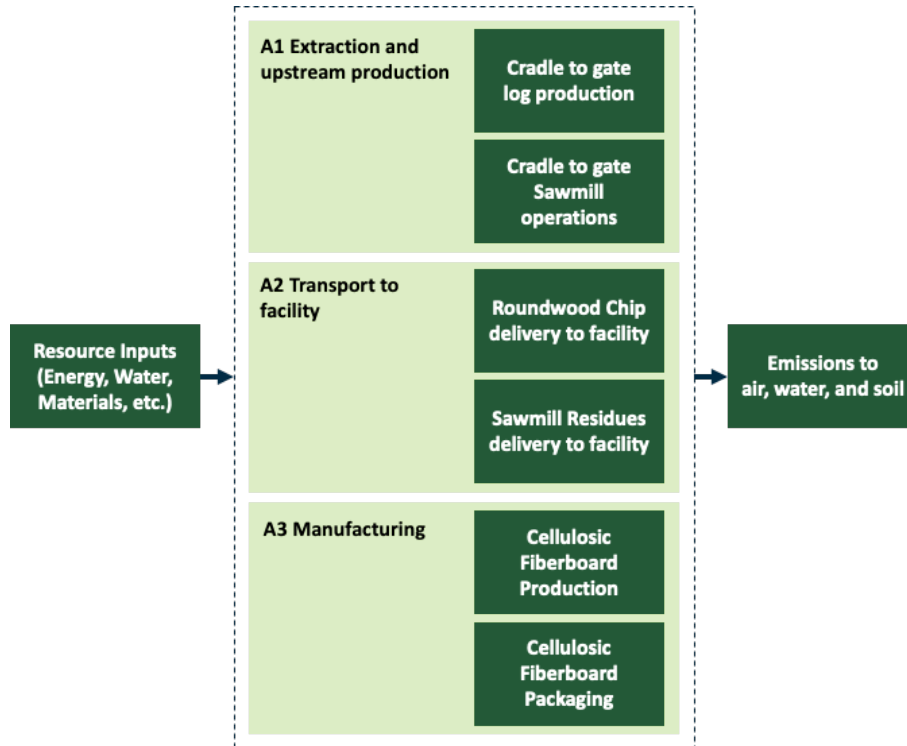 A1 Extraction and
upstream production
Cradle to gate
log production
Cradle to gate
Sawmill
operations
A2 Transport to
facility
Roundwood Chip
delivery to facility
Sawmill Residues
delivery to facility
Resource Inputs
(Energy, Water,
Materials, etc.)
Emissions to
air, water, and soil
A3 Manufacturing
Cellulosic
Fiberboard
Production
Cellulosic
Fiberboard
Packaging